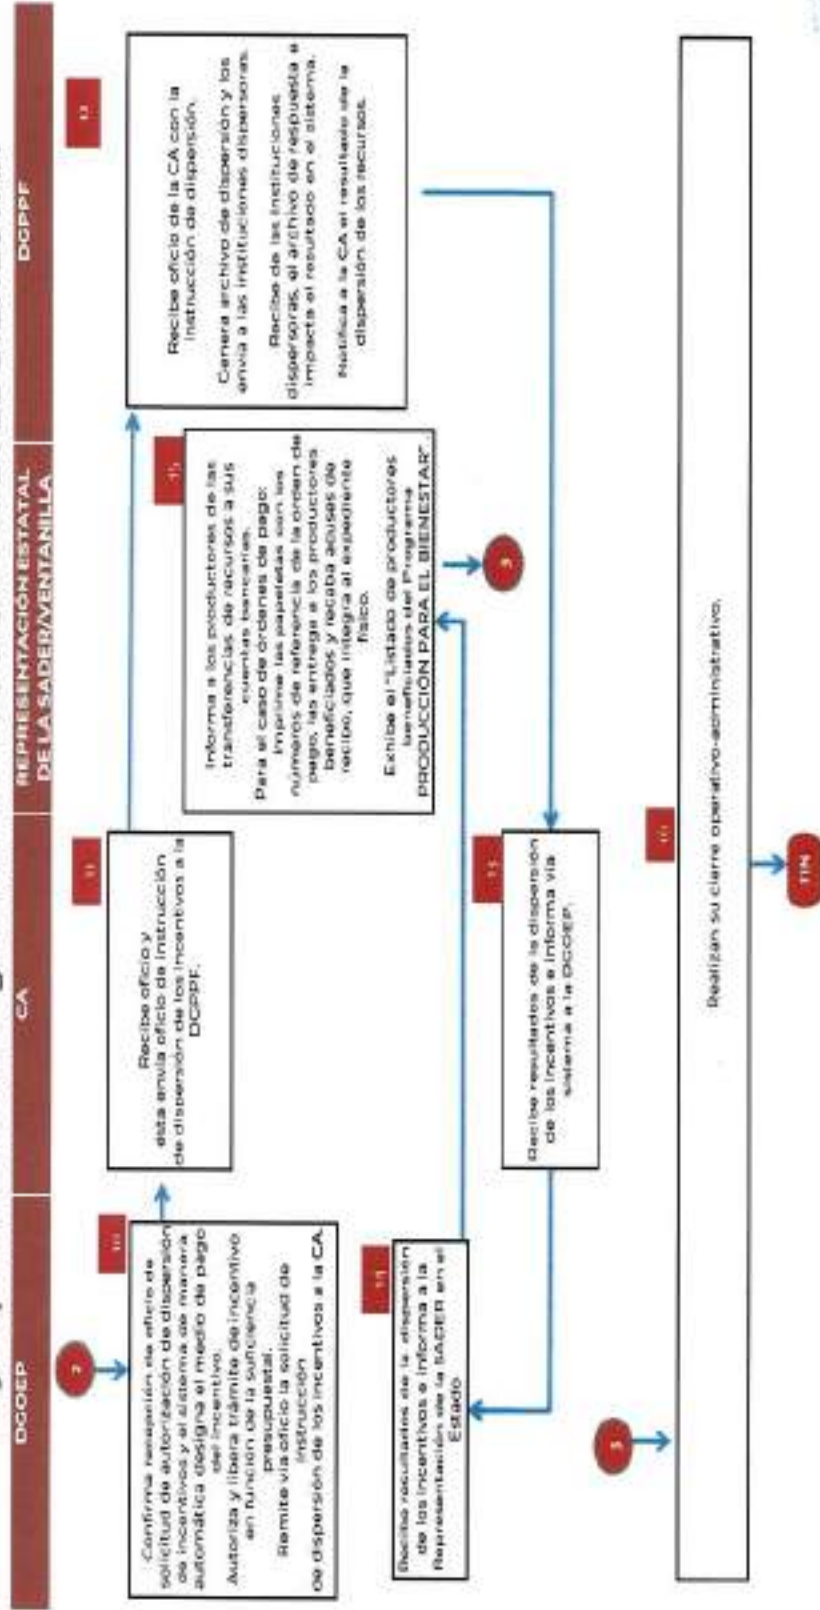 DGOEP
CA
REPRESENTACIÓN ESTATAL
DE LA SADER/VENTANILLA
DGPPF
2
10
Confirma recepción de oficio de
solicitud de autorización de dispersión
de incentivos y el sistema de manera
automática designa el medio de pago
del incentivo.
Autoriza y libera trámite de incentivo
en función de la suficiencia
presupuestal.
Remite vía oficio la solicitud de
instrucción
de dispersión de los incentivos a la CA.
11
Recibe oficio y
ésta envía oficio de instrucción
de dispersión de los incentivos a la
DGPPF.
12
Recibe oficio de la CA con la
instrucción de dispersión.
Genera archivo de dispersión y los
envía a las instituciones dispersoras.
Recibe de las instituciones
dispersoras, el archivo de respuesta e
impacta el resultado en el sistema.
Notifica a la CA el resultado de la
dispersión de los recursos.
13
Recibe resultados de la dispersión
de los incentivos e informa vía
sistema a la DGOEP.
14
Recibe resultados de la dispersión
de los incentivos e informa a la
Representación de la SADER en el
Estado
15
Informa a los productores de las
transferencias de recursos a sus
cuentas bancarias.
Para el caso de órdenes de pago:
Imprime las papeletas con los
números de referencia de la orden de
pago, las entrega a los productores
beneficiados y recaba acuses de
recibo, que integra al expediente
físico.
Exhibe el "Listado de productores
beneficiados del Programa
PRODUCCIÓN PARA EL BIENESTAR".
3
3
16
Realizan su cierre operativo-administrativo.
FIN